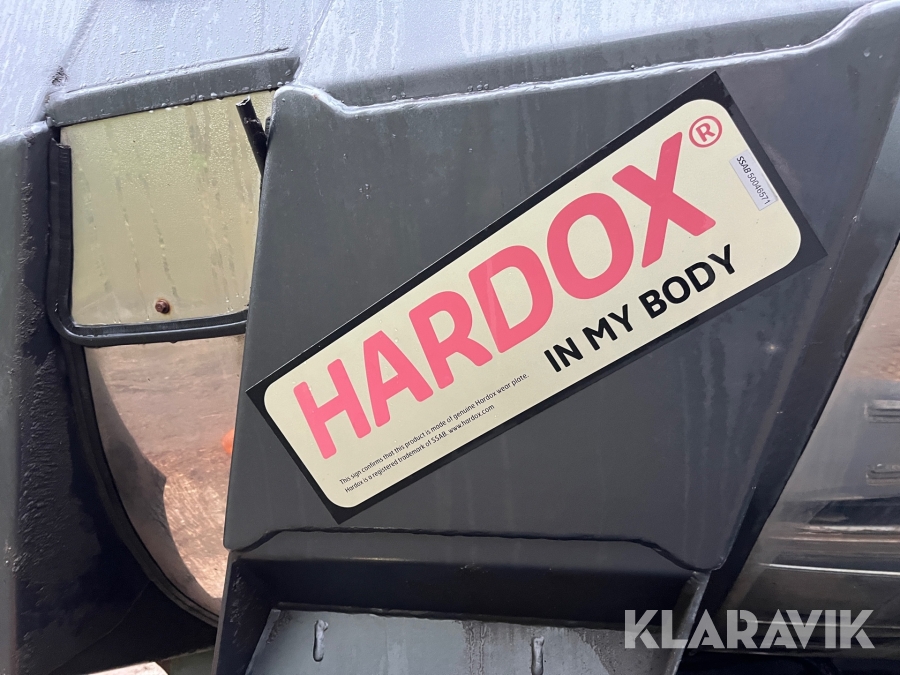 HARDOX®
SSAB 50046571
IN MY BODY
This sign confirms that this product is made of genuine Hardox wear plate.
Hardox is a registered trademark of SSAB. www.hardox.com
KLARAVIK